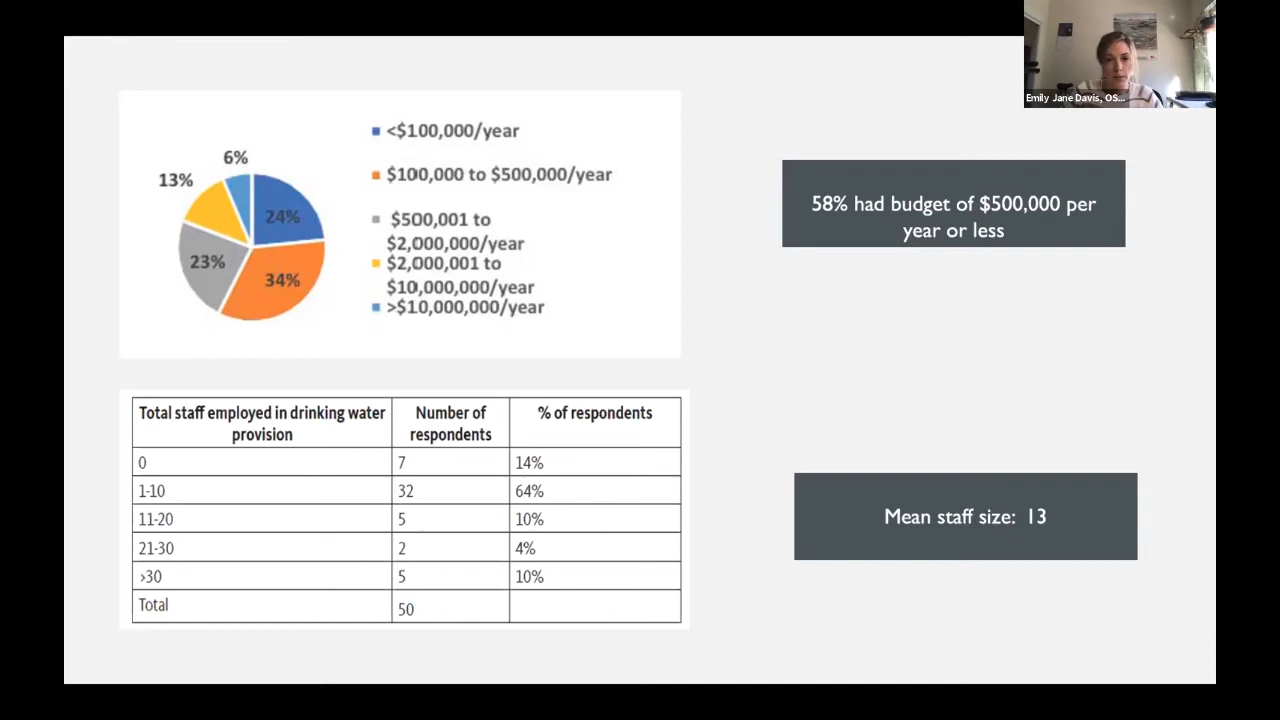 Emily Jane Davis, OS...
6%
13%
24%
23%
34%
<$100,000/year
$100,000 to $500,000/year
$500,001 to
$2,000,000/year
$2,000,001 to
$10,000,000/year
>$10,000,000/year
58% had budget of $500,000 per
year or less
Total staff employed in drinking water
provision
Number of
respondents
% of respondents
0 7 14%
1-10 32 64%
11-20 5 10%
21-30 2 4%
>30 5 10%
Total 50
Mean staff size: 13